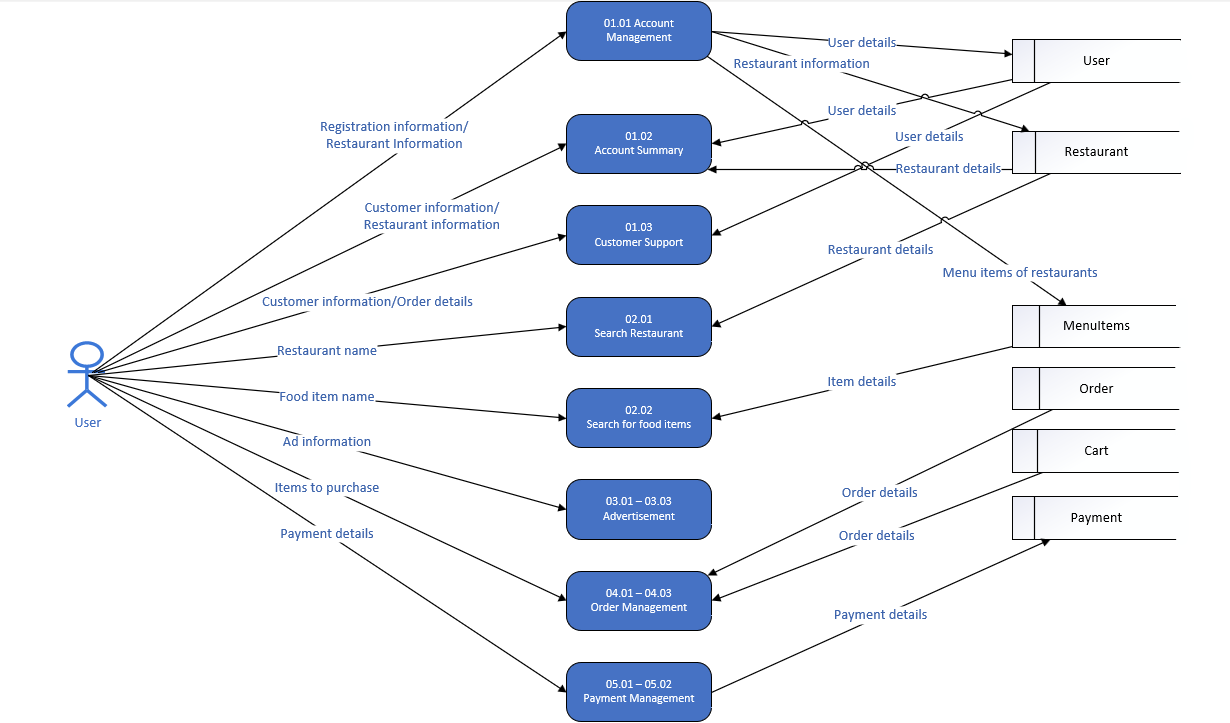 01.01 Account
Management
User details
User
Restaurant information
User details
Registration information/
Restaurant Information
01.02
Account Summary
User details
Restaurant
Restaurant details
Customer information/
Restaurant information
01.03
Customer Support
Restaurant details
Menu items of restaurants
Customer information/Order details
02.01
Search Restaurant
MenuItems
Restaurant name
Item details
Order
Food item name
02.02
Search for food items
User
Ad information
Cart
Items to purchase
Order details
03.01 – 03.03
Advertisement
Payment
Payment details
Order details
04.01 – 04.03
Order Management
Payment details
05.01 – 05.02
Payment Management